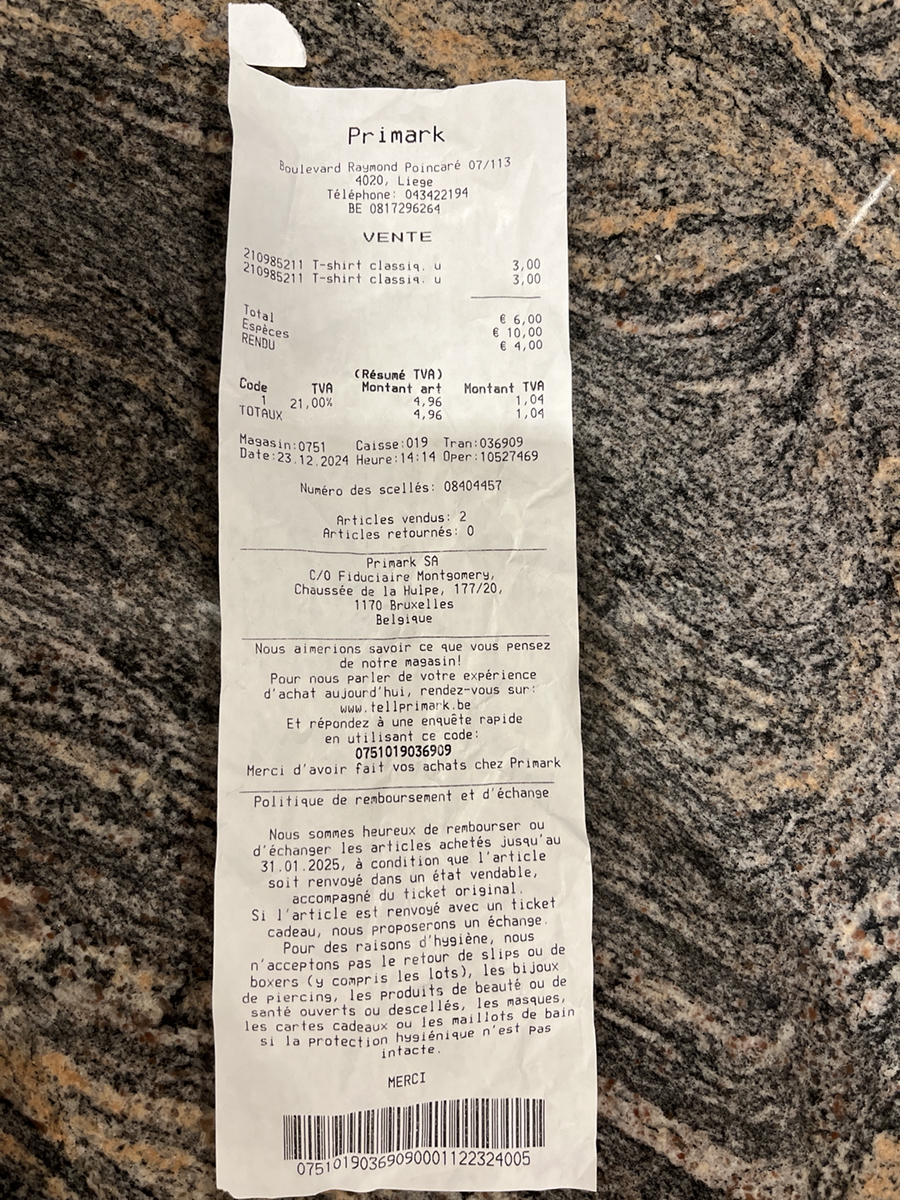 Primark
Boulevard Raymond Poincaré 07/113
4020, Liege
Téléphone: 043422194
BE 0817296264
VENTE
210985211 T-shirt classiq. u 3,00
210985211 T-shirt classiq. u 3,00
Total € 6,00
Espèces € 10,00
RENDU € 4,00
(Résumé TVA)
Code TVA Montant art Montant TVA
1 21,00% 4,96 1,04
TOTAUX 4,96 1,04
Magasin:0751 Caisse:019 Tran:036909
Date:23.12.2024 Heure:14:14 Oper:10527469
Numéro des scellés: 08404457
Articles vendus: 2
Articles retournés: 0
Primark SA
C/O Fiduciaire Montgomery,
Chaussée de la Hulpe, 177/20,
1170 Bruxelles
Belgique
Nous aimerions savoir ce que vous pensez
de notre magasin!
Pour nous parler de votre expérience
d'achat aujourd'hui, rendez-vous sur:
www.tellprimark.be
Et répondez à une enquête rapide
en utilisant ce code:
0751019036909
Merci d'avoir fait vos achats chez Primark
Politique de remboursement et d'échange
Nous sommes heureux de rembourser ou
d'échanger les articles achetés jusqu'au
31.01.2025, à condition que l'article
soit renvoyé dans un état vendable,
accompagné du ticket original.
Si l'article est renvoyé avec un ticket
cadeau, nous proposerons un échange.
Pour des raisons d'hygiène, nous
n'acceptons pas le retour de slips ou de
boxers (y compris les lots), les bijoux
de piercing, les produits de beauté ou de
santé ouverts ou descellés, les masques,
les cartes cadeaux ou les maillots de bain
si la protection hygiénique n'est pas
intacte.
MERCI
07510190369090001122324005